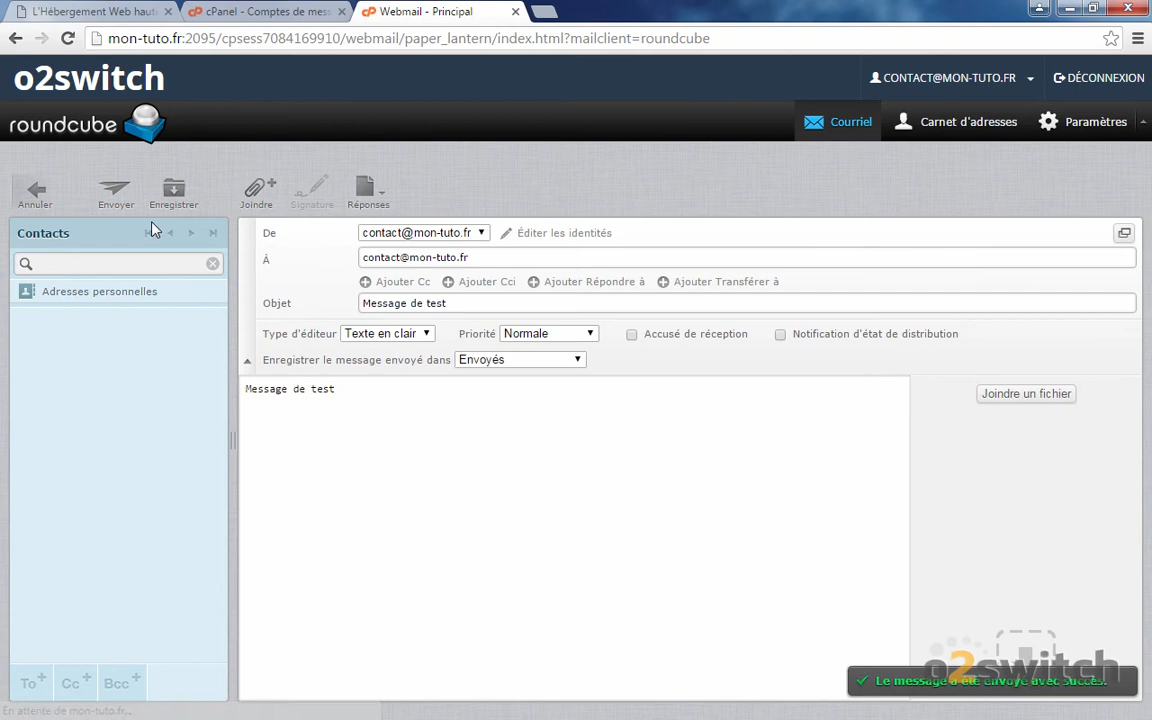 L'Hébergement Web haut
cPanel - Comptes de mess
Webmail - Principal
mon-tuto.fr:2095/cpsess7084169910/webmail/paper_lantern/index.html?mailclient=roundcube
o2switch
CONTACT@MON-TUTO.FR
DÉCONNEXION
roundcube
Courriel
Carnet d'adresses
Paramètres
Annuler
Envoyer
Enregistrer
Joindre
Signature
Réponses
Contacts
Adresses personnelles
De
contact@mon-tuto.fr
Éditer les identités
À
contact@mon-tuto.fr
Ajouter Cc
Ajouter Cci
Ajouter Répondre à
Ajouter Transférer à
Objet
Message de test
Type d'éditeur
Texte en clair
Priorité
Normale
Accusé de réception
Notification d'état de distribution
Enregistrer le message envoyé dans
Envoyés
Message de test
Joindre un fichier
To+
Cc+
Bcc+
o2switch
Le message a été envoyé avec succès.
En attente de mon-tuto.fr...